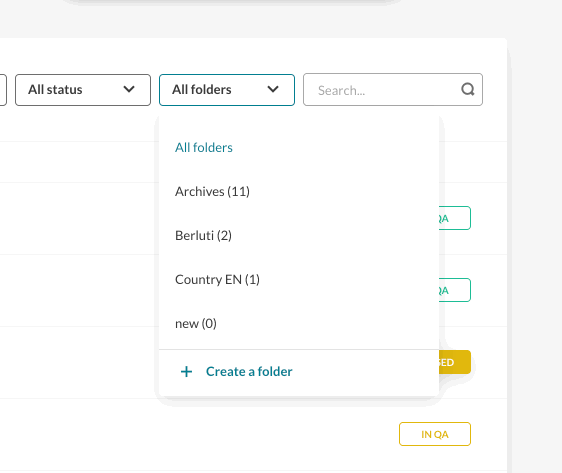 All status
All folders
Search...
All folders
Archives (11)
QA
Berluti (2)
Country EN (1)
QA
new (0)
+ Create a folder
IN QA